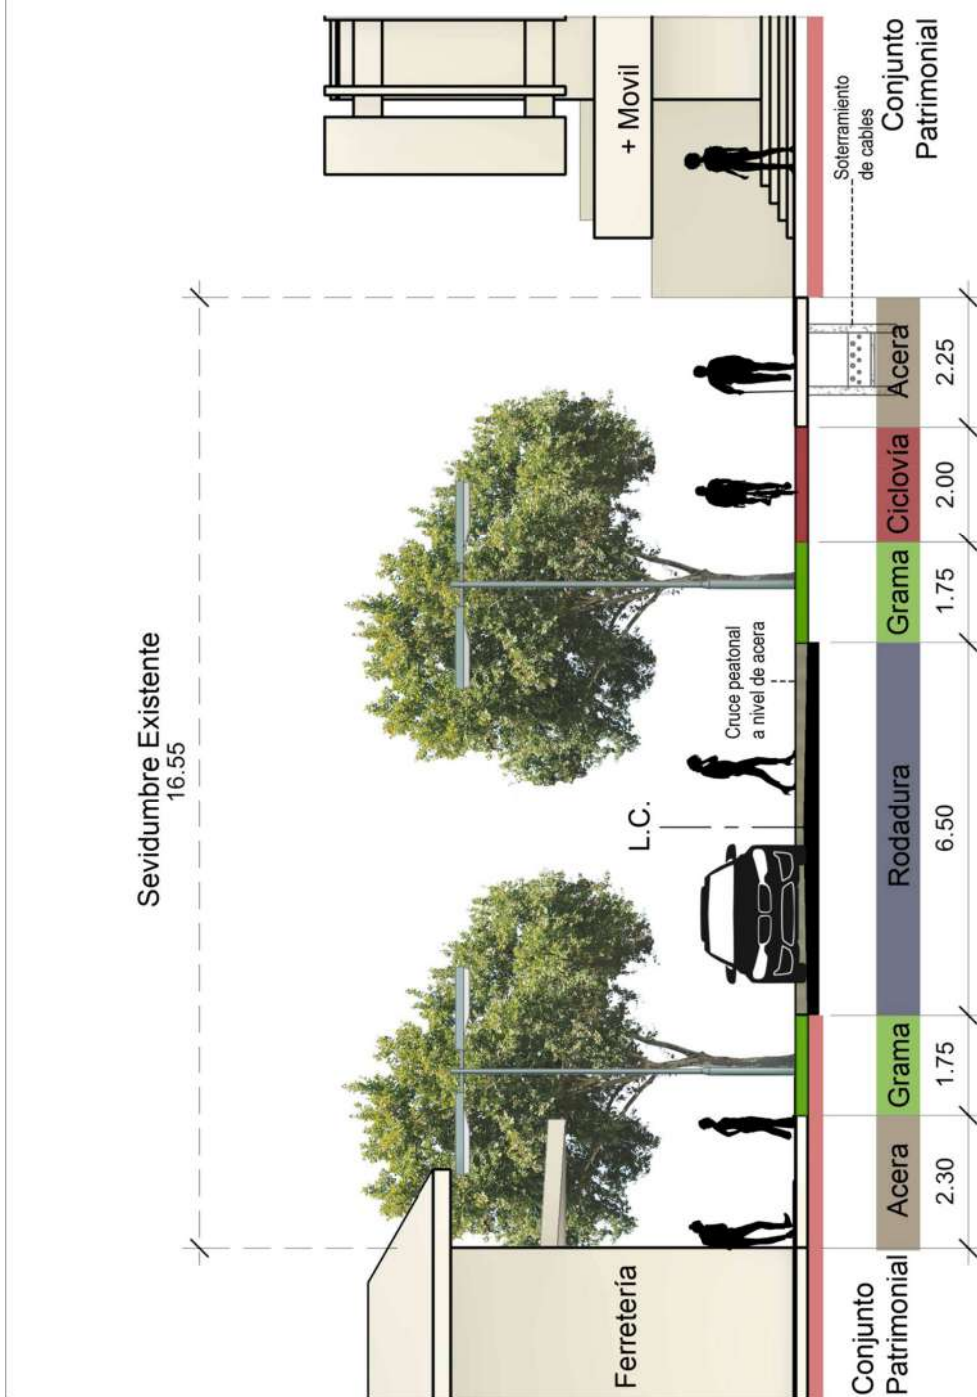 Sevidumbre Existente
16.55
Ferretería
L.C.
Cruce peatonal
a nivel de acera
+ Movil
Soterramiento
de cables
Conjunto
Patrimonial
Acera
Grama
Rodadura
Grama
Ciclovía
Acera
Conjunto
Patrimonial
2.30
1.75
6.50
1.75
2.00
2.25